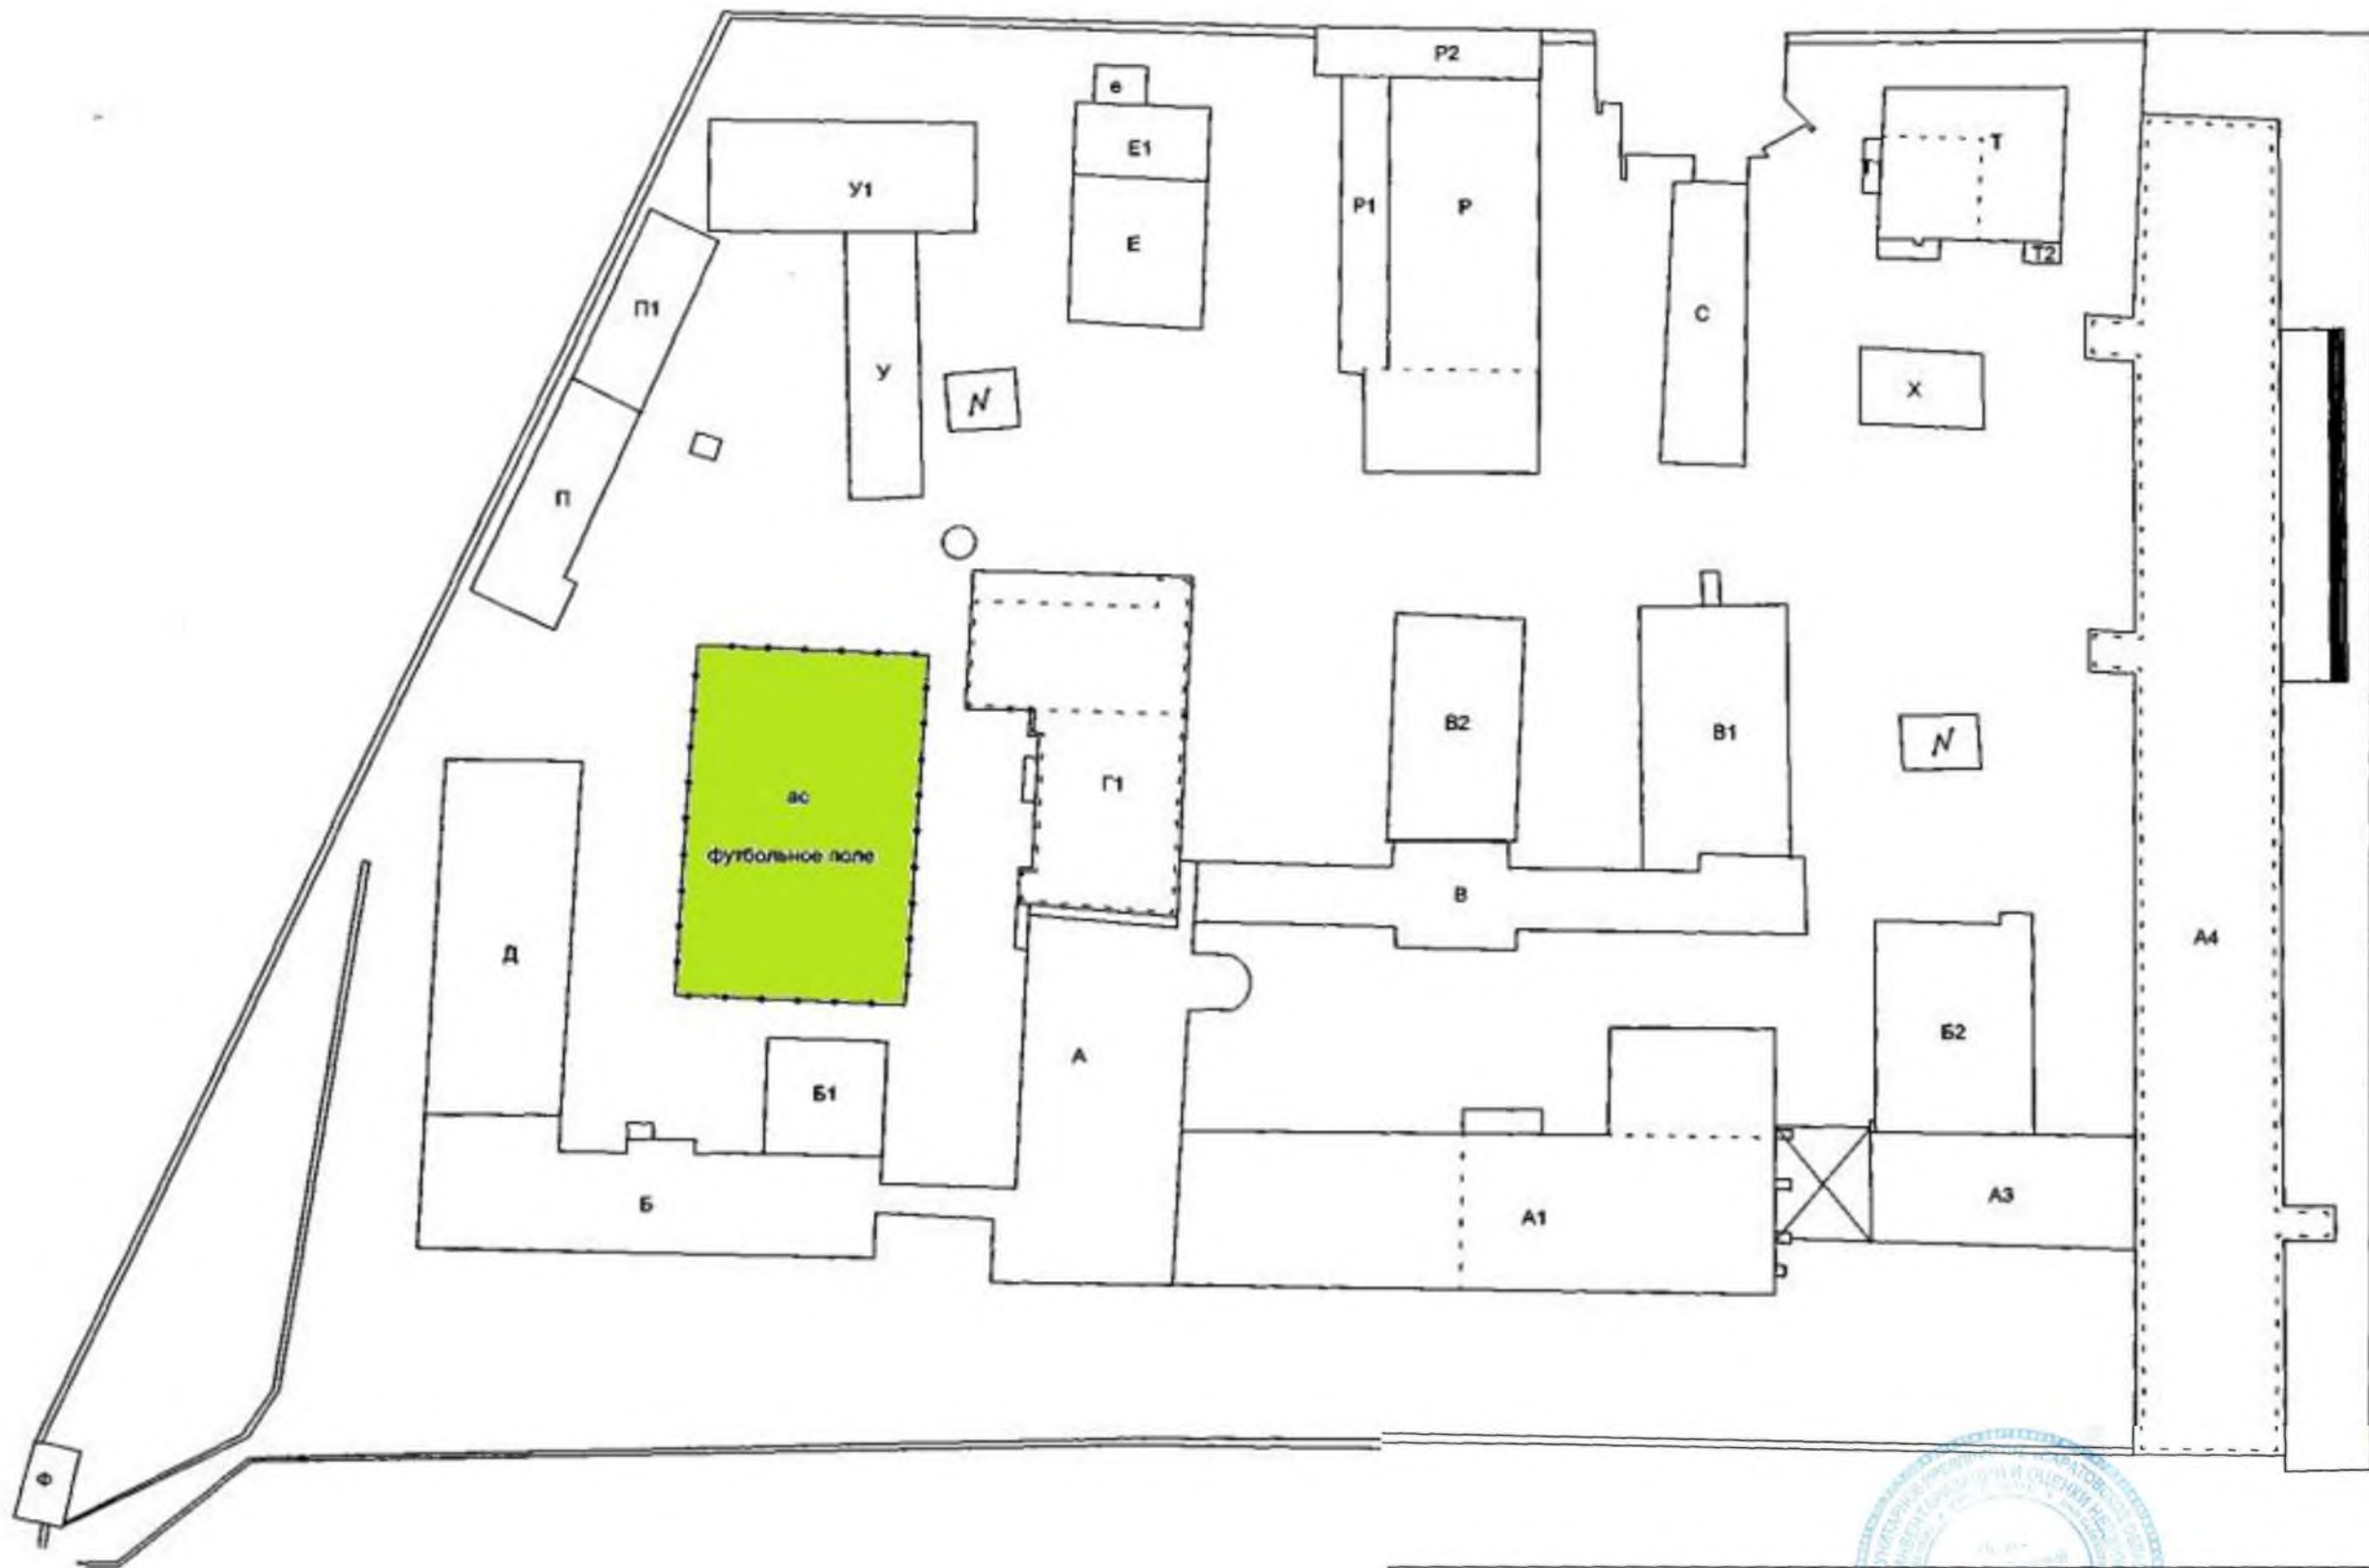 Р2
е
Е1
У1
Т
Р1
Р
Е
Т2
П1
С
У
Х
N
П
В2
В1
N
Г1
ас
футбольное поле
В
А4
Д
Б2
А
Б1
А3
Б
А1
Ф